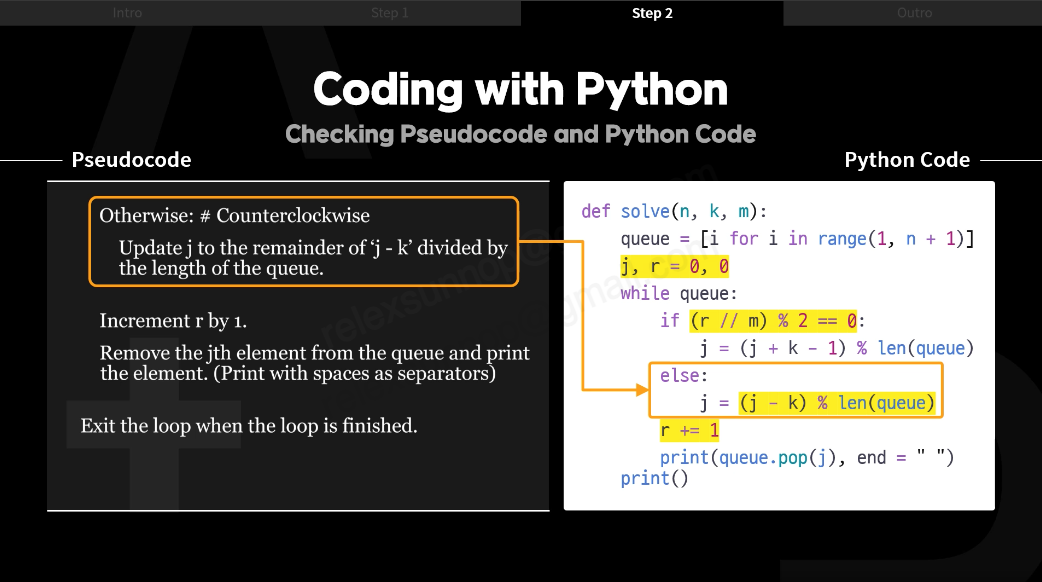 Intro
Step 1
Step 2
Outro
Coding with Python
Checking Pseudocode and Python Code
Pseudocode
Python Code
Otherwise: # Counterclockwise
Update j to the remainder of ‘j - k’ divided by
the length of the queue.
Increment r by 1.
Remove the jth element from the queue and print
the element. (Print with spaces as separators)
Exit the loop when the loop is finished.
def solve(n, k, m):
queue = [i for i in range(1, n + 1)]
j, r = 0, 0
while queue:
if (r // m) % 2 == 0:
j = (j + k - 1) % len(queue)
else:
j = (j - k) % len(queue)
r += 1
print(queue.pop(j), end = " ")
print()